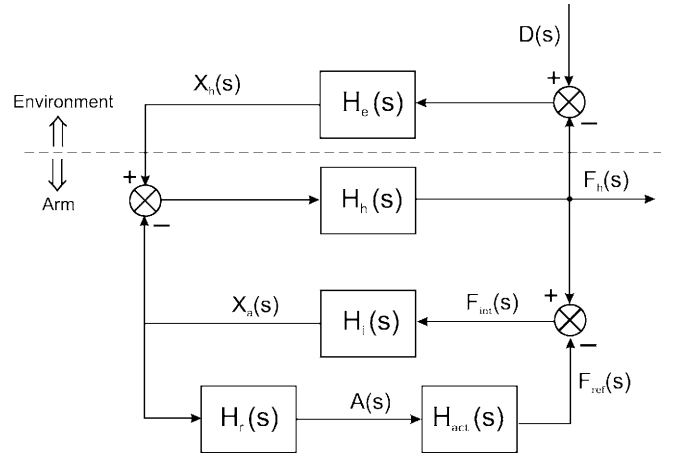 D(s)
X_h(s)
+
H_e(s)
Environment
−
+
F_h(s)
H_h(s)
Arm
−
X_a(s)
F_int(s)
+
H_i(s)
−
F_ref(s)
A(s)
H_r(s)
H_act(s)